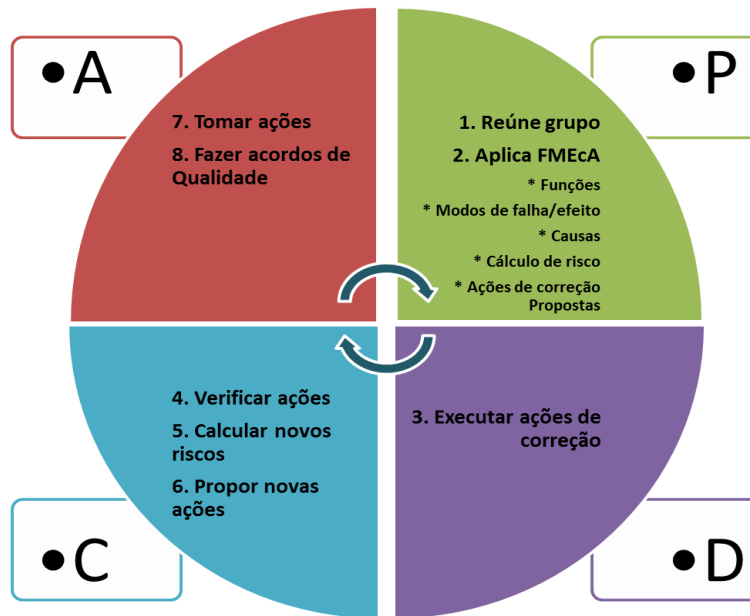 • A
7. Tomar ações
8. Fazer acordos de
Qualidade
• P
1. Reúne grupo
2. Aplica FMEcA
* Funções
* Modos de falha/efeito
* Causas
* Cálculo de risco
* Ações de correção
Propostas
4. Verificar ações
5. Calcular novos
riscos
6. Propor novas
ações
• C
3. Executar ações de
correção
• D